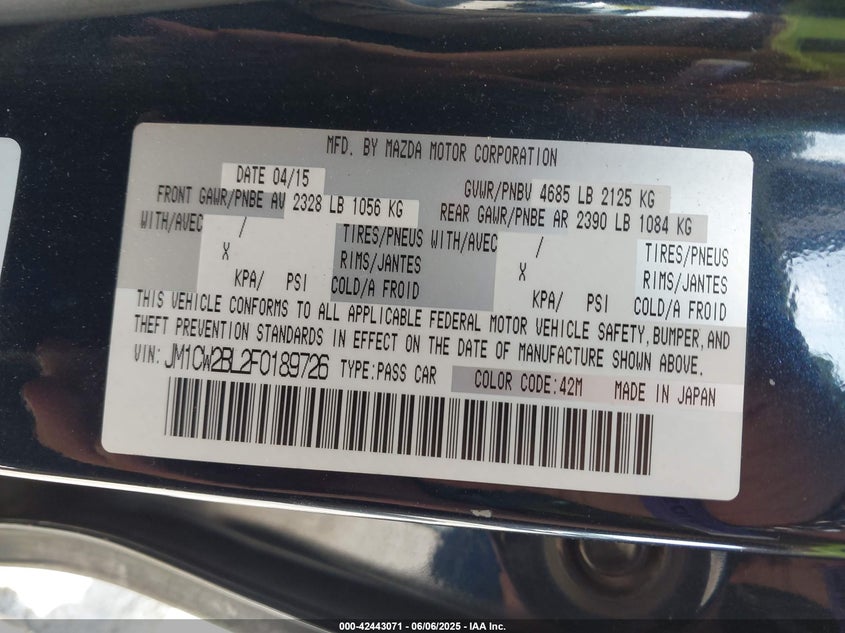 MFD. BY MAZDA MOTOR CORPORATION
DATE 04/15 GVWR/PNBV 4685 LB 2125 KG
FRONT GAWR/PNBE AV 2328 LB 1056 KG REAR GAWR/PNBE AR 2390 LB 1084 KG
WITH/AVEC / TIRES/PNEUS WITH/AVEC / TIRES/PNEUS
X RIMS/JANTES X RIMS/JANTES
KPA/ PSI COLD/A FROID KPA/ PSI COLD/A FROID
THIS VEHICLE CONFORMS TO ALL APPLICABLE FEDERAL MOTOR VEHICLE SAFETY, BUMPER, AND
THEFT PREVENTION STANDARDS IN EFFECT ON THE DATE OF MANUFACTURE SHOWN ABOVE.
VIN: JM1CW2BL2F0189726 TYPE:PASS CAR COLOR CODE:42M MADE IN JAPAN
000-42443071 - 06/06/2025 - IAA Inc.